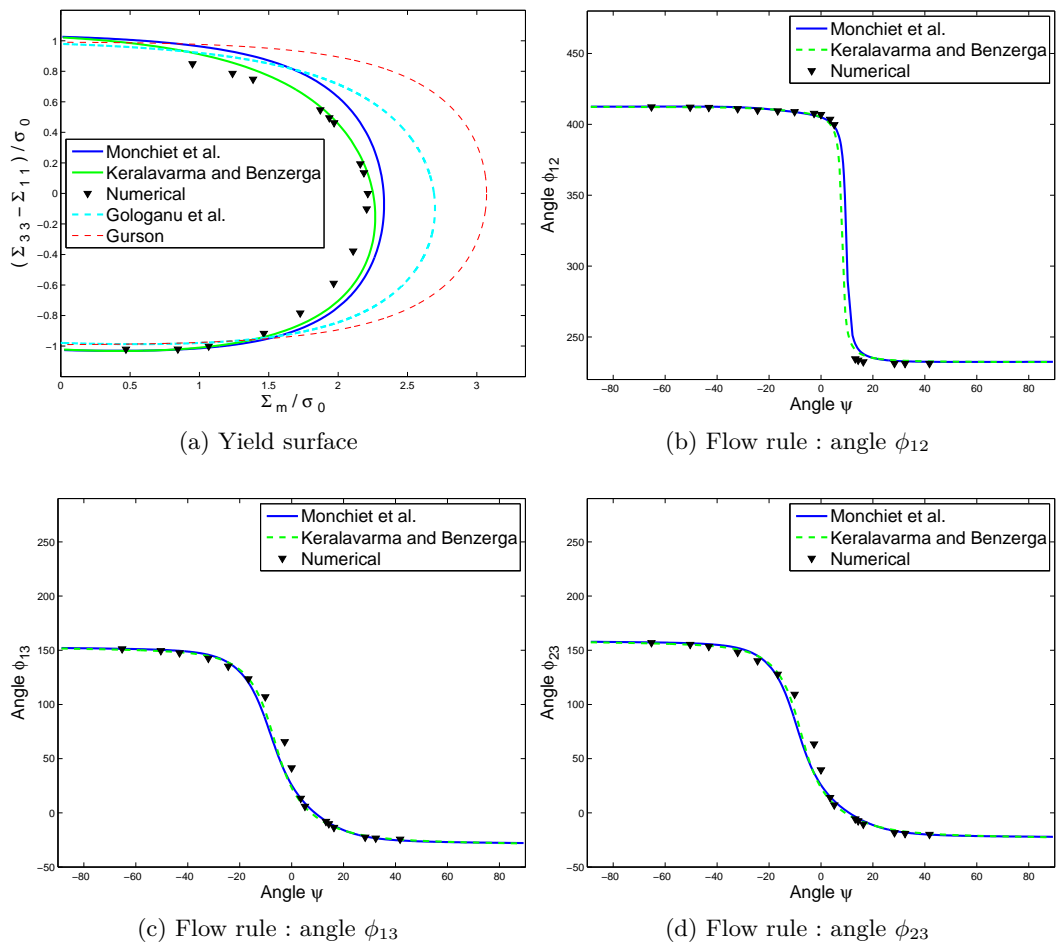 1
0.8
0.6
0.4
0.2
0
−0.2
−0.4
−0.6
−0.8
−1
(Σ33−Σ11)/σ0
Monchiet et al.
Keralavarma and Benzerga
Numerical
Gologanu et al.
Gurson
0 0.5 1 1.5 2 2.5 3
Σm/σ0
(a) Yield surface
450
400
350
300
250
Angle ϕ12
Monchiet et al.
Keralavarma and Benzerga
Numerical
−80 −60 −40 −20 0 20 40 60 80
Angle ψ
(b) Flow rule : angle ϕ12
250
200
150
100
50
0
−50
Angle ϕ13
Monchiet et al.
Keralavarma and Benzerga
Numerical
−80 −60 −40 −20 0 20 40 60 80
Angle ψ
(c) Flow rule : angle ϕ13
250
200
150
100
50
0
−50
Angle ϕ23
Monchiet et al.
Keralavarma and Benzerga
Numerical
−80 −60 −40 −20 0 20 40 60 80
Angle ψ
(d) Flow rule : angle ϕ23